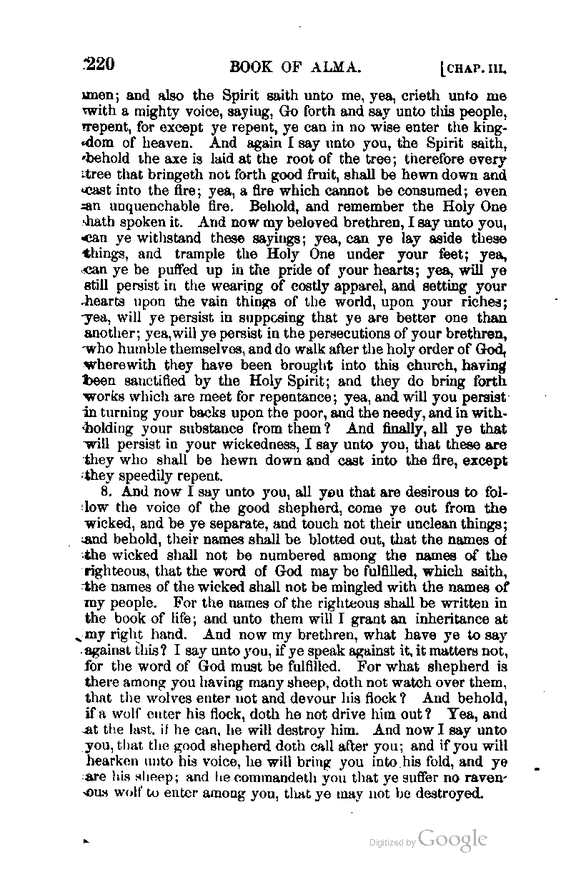 220 BOOK OF ALMA. [CHAP. III.
men; and also the Spirit saith unto me, yea, crieth unto me
with a mighty voice, saying, Go forth and say unto this people,
repent, for except ye repent, ye can in no wise enter the king-
dom of heaven. And again I say unto you, the Spirit saith,
behold the axe is laid at the root of the tree; therefore every
tree that bringeth not forth good fruit, shall be hewn down and
cast into the fire; yea, a fire which cannot be consumed; even
an unquenchable fire. Behold, and remember the Holy One
hath spoken it. And now my beloved brethren, I say unto you,
can ye withstand these sayings; yea, can ye lay aside these
things, and trample the Holy One under your feet; yea,
can ye be puffed up in the pride of your hearts; yea, will ye
still persist in the wearing of costly apparel, and setting your
hearts upon the vain things of the world, upon your riches;
yea, will ye persist in supposing that ye are better one than
another; yea, will ye persist in the persecutions of your brethren,
who humble themselves, and do walk after the holy order of God,
wherewith they have been brought into this church, having
been sanctified by the Holy Spirit; and they do bring forth
works which are meet for repentance; yea, and will you persist
in turning your backs upon the poor, and the needy, and in with-
holding your substance from them? And finally, all ye that
will persist in your wickedness, I say unto you, that these are
they who shall be hewn down and cast into the fire, except
they speedily repent.
8. And now I say unto you, all you that are desirous to fol-
low the voice of the good shepherd, come ye out from the
wicked, and be ye separate, and touch not their unclean things;
and behold, their names shall be blotted out, that the names of
the wicked shall not be numbered among the names of the
righteous, that the word of God may be fulfilled, which saith,
the names of the wicked shall not be mingled with the names of
my people. For the names of the righteous shall be written in
the book of life; and unto them will I grant an inheritance at
my right hand. And now my brethren, what have ye to say
against this? I say unto you, if ye speak against it, it matters not,
for the word of God must be fulfilled. For what shepherd is
there among you having many sheep, doth not watch over them,
that the wolves enter not and devour his flock? And behold,
if a wolf enter his flock, doth he not drive him out? Yea, and
at the last, if he can, he will destroy him. And now I say unto
you, that the good shepherd doth call after you; and if you will
hearken unto his voice, he will bring you into his fold, and ye
are his sheep; and he commandeth you that ye suffer no raven-
ous wolf to enter among you, that ye may not be destroyed.
Digitized by Google